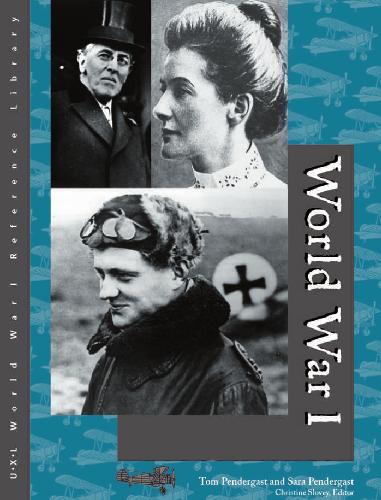 U•X•L World War I Reference Library
World War I
Tom Pendergast and Sara Pendergast
Christine Slovey, Editor